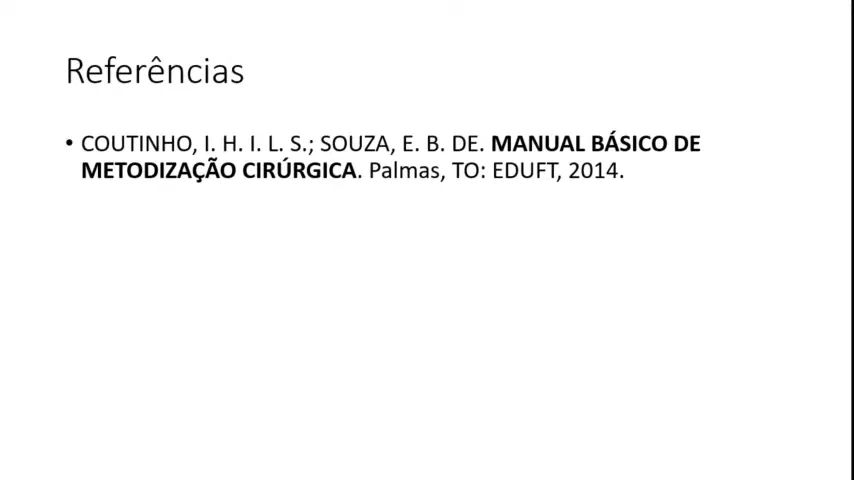 Referências
• COUTINHO, I. H. I. L. S.; SOUZA, E. B. DE. MANUAL BÁSICO DE
METODIZAÇÃO CIRÚRGICA. Palmas, TO: EDUFT, 2014.